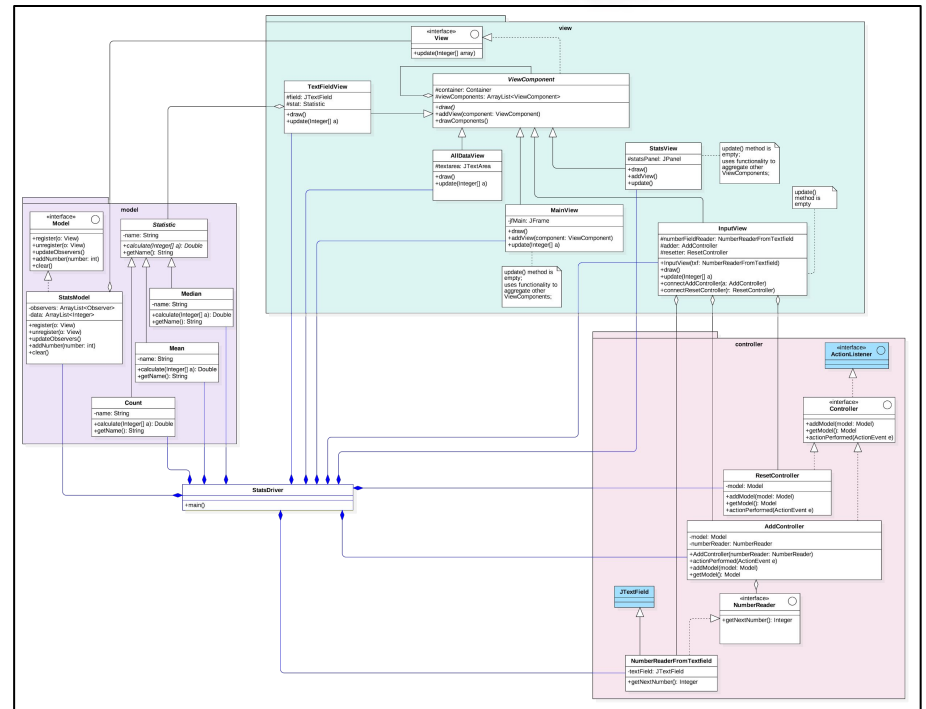 view
«interface»
View
+update(Integer[] array)
ViewComponent
#container: Container
#viewComponents: ArrayList<ViewComponent>
+draw()
+addView(component: ViewComponent)
+drawComponents()
TextFieldView
#field: JTextField
#stat: Statistic
+draw()
+update(Integer[] a)
AllDataView
#textarea: JTextArea
+draw()
+update(Integer[] a)
StatsView
#statsPanel: JPanel
+draw()
+addView()
+update()
update() method is
empty;
uses functionality to
aggregate other
ViewComponents;
update()
method is
empty
MainView
-jfMain: JFrame
+draw()
+addView(component: ViewComponent)
+update(Integer[] a)
update() method is
empty;
uses functionality to
aggregate other
ViewComponents;
InputView
#numberFieldReader: NumberReaderFromTextfield
#adder: AddController
#resetter: ResetController
+InputView(txf: NumberReaderFromTextfield)
+draw()
+update(Integer[] a)
+connectAddController(a: AddController)
+connectResetController(r: ResetController)
model
«interface»
Model
+register(o: View)
+unregister(o: View)
+updateObservers()
+addNumber(number: int)
+clear()
Statistic
-name: String
+calculate(Integer[] a): Double
+getName(): String
StatsModel
-observers: ArrayList<Observer>
-data: ArrayList<Integer>
+register(o: View)
+unregister(o: View)
+updateObservers()
+addNumber(number: int)
+clear()
Median
-name: String
+calculate(Integer[] a): Double
+getName(): String
Mean
-name: String
+calculate(Integer[] a): Double
+getName(): String
Count
-name: String
+calculate(Integer[] a): Double
+getName(): String
StatsDriver
+main()
controller
«interface»
ActionListener
«interface»
Controller
+addModel(model: Model)
+getModel(): Model
+actionPerformed(ActionEvent e)
ResetController
-model: Model
+addModel(model: Model)
+getModel(): Model
+actionPerformed(ActionEvent e)
AddController
-model: Model
-numberReader: NumberReader
+AddController(numberReader: NumberReader)
+actionPerformed(ActionEvent e)
+addModel(model: Model)
+getModel(): Model
JTextField
«interface»
NumberReader
+getNextNumber(): Integer
NumberReaderFromTextfield
-textField: JTextField
+getNextNumber(): Integer